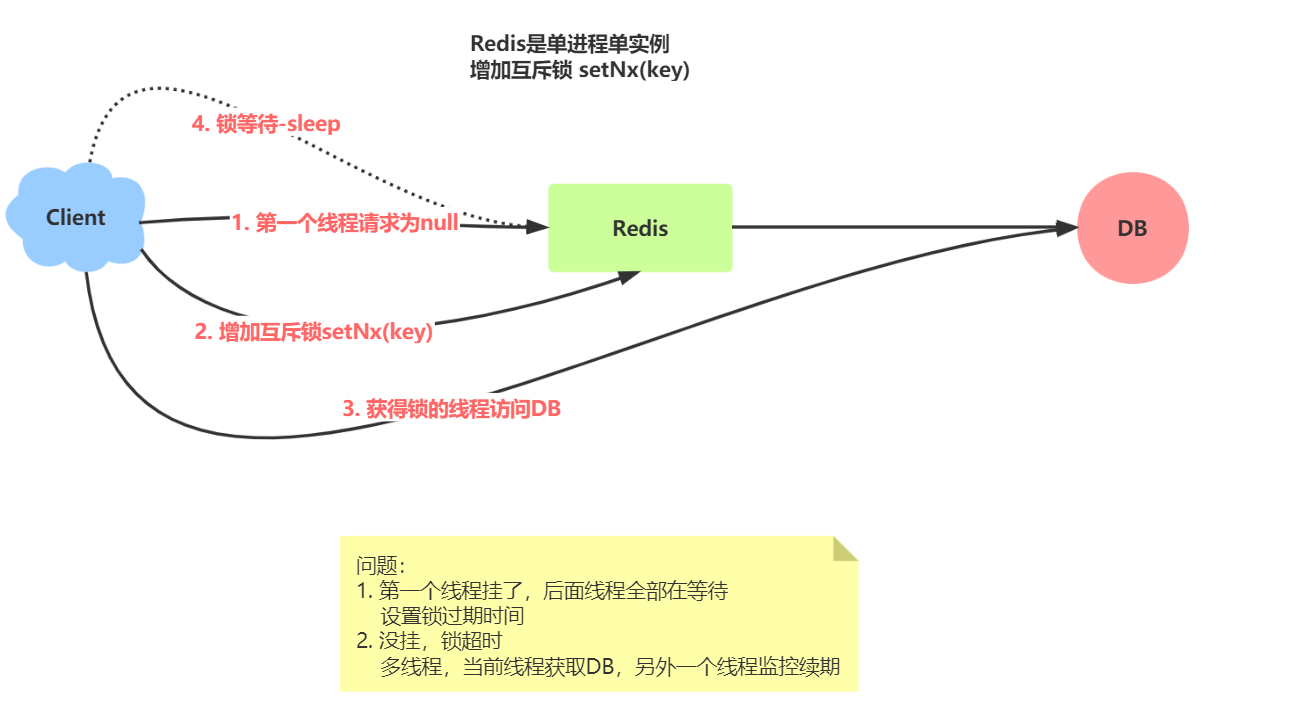 Redis是单进程单实例
增加互斥锁 setNx(key)
4. 锁等待-sleep
Client
1. 第一个线程请求为null
Redis
DB
2. 增加互斥锁setNx(key)
3. 获得锁的线程访问DB
问题：
1. 第一个线程挂了，后面线程全部在等待
设置锁过期时间
2. 没挂，锁超时
多线程，当前线程获取DB，另外一个线程监控续期